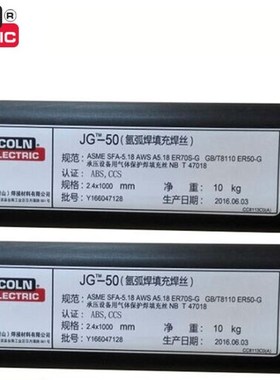 COLN
COLN
ELECTRIC
JG™-50(氩弧焊填充焊丝)
规范: ASME SFA-5.18 AWS A5.18 ER70S-G GB/T8110 ER50-G
承压设备用气体保护焊填充丝 NB T 47018
认证: ABS,CCS
规格: 2.4x1000 mm 净 重: 10 kg
批号: Y166047128 生产日期: 2016.06.03
COLN
ELECTRIC
JG™-50(氩弧焊填充焊丝)
规范: ASME SFA-5.18 AWS A5.18 ER70S-G GB/T8110 ER50-G
承压设备用气体保护焊填充丝 NB T 47018
认证: ABS,CCS
规格: 2.4x1000 mm 净 重: 10 kg
批号: Y166047128 生产日期: 2016.06.03